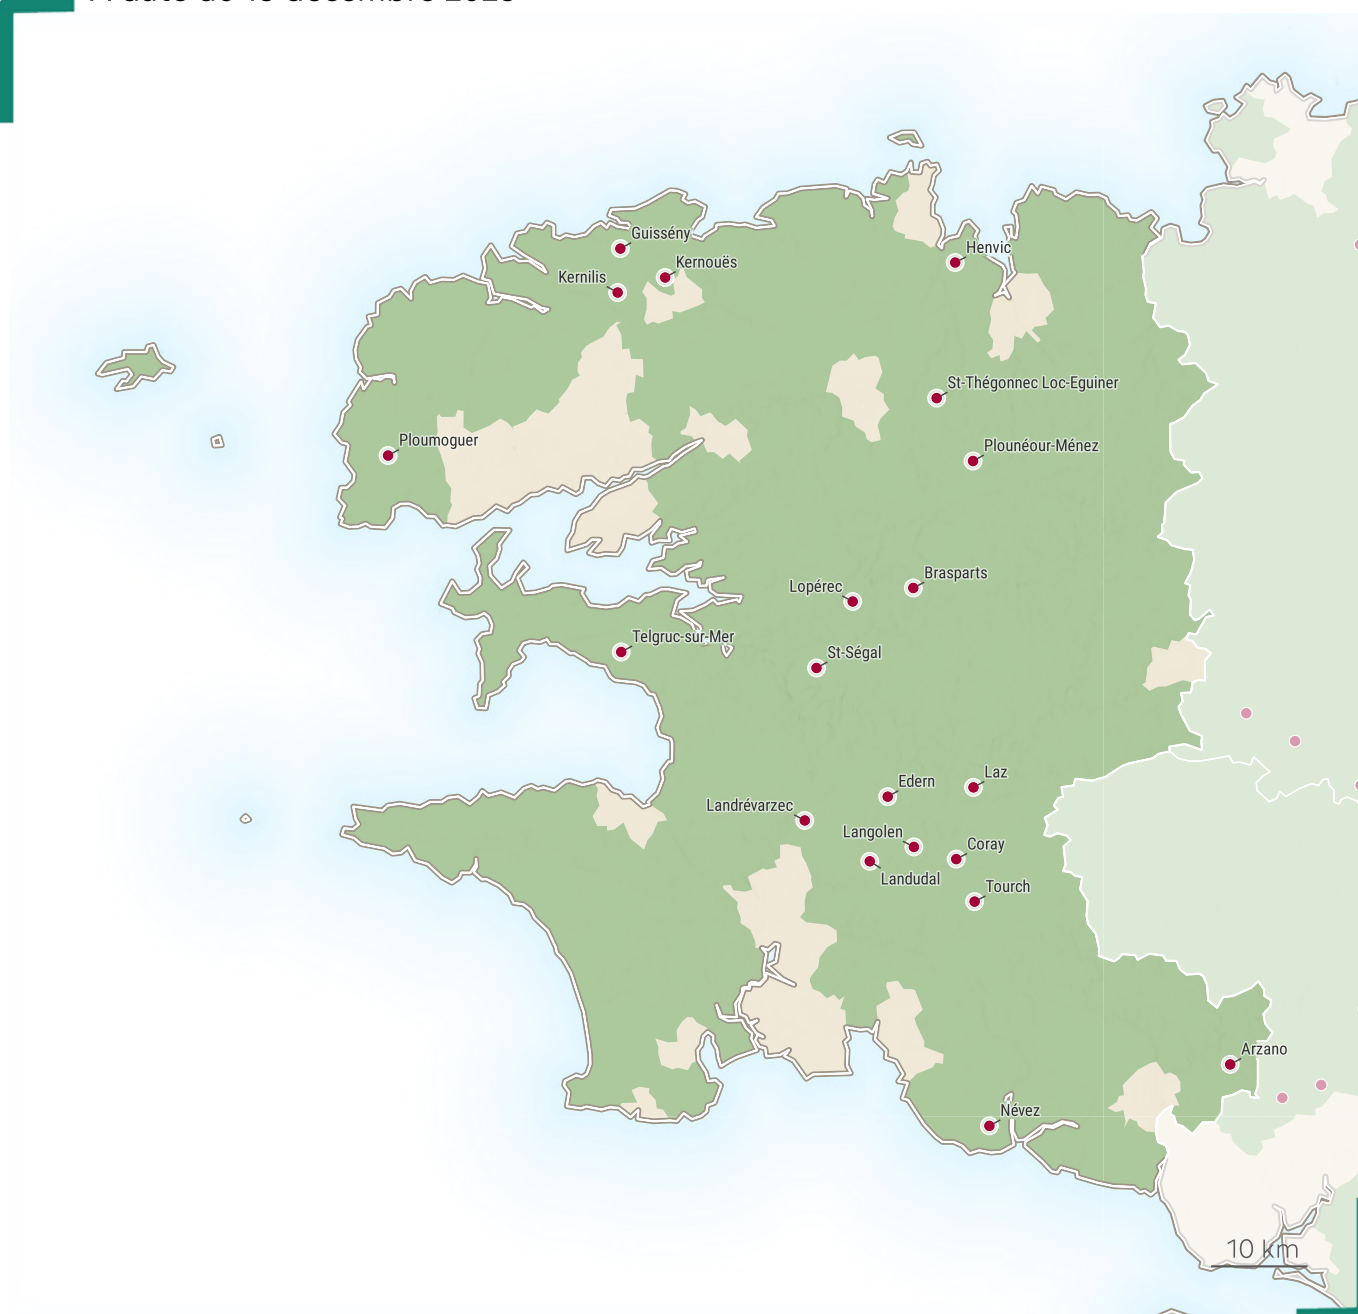 Guissény
Henvic
Kernouës
Kernilis
St-Thégonnec Loc-Eguiner
Ploumoguer
Plounéour-Ménez
Brasparts
Lopérec
Telgruc-sur-Mer
St-Ségal
Laz
Edern
Landrévarzec
Langolen
Coray
Landudal
Tourch
Arzano
Névez
10 km